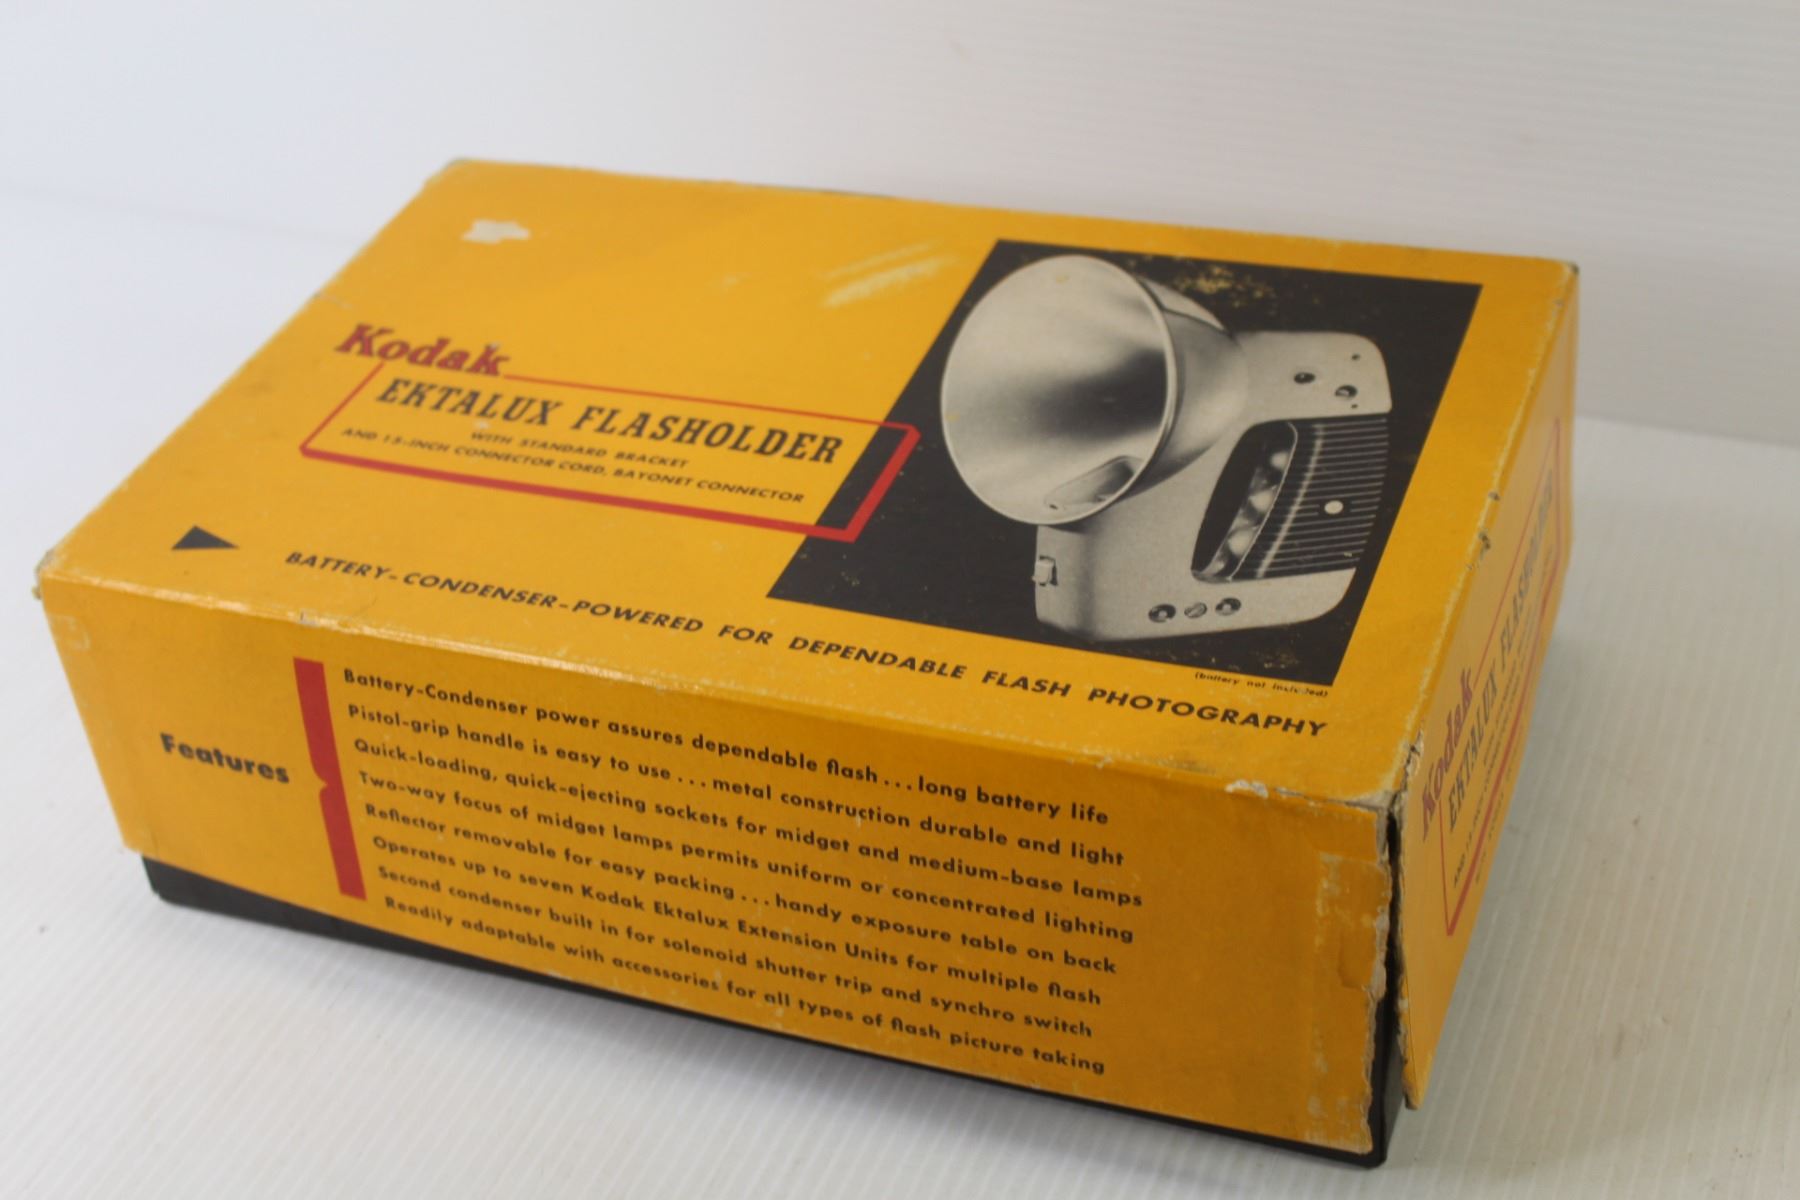 Kodak
EKTALUX FLASHOLDER
WITH STANDARD BRACKET
AND 15-INCH CONNECTOR CORD, BAYONET CONNECTOR
BATTERY-CONDENSER-POWERED FOR DEPENDABLE FLASH PHOTOGRAPHY
(battery not included)
Features
Battery-Condenser power assures dependable flash...long battery life
Pistol-grip handle is easy to use...metal construction durable and light
Quick-loading, quick-ejecting sockets for midget and medium-base lamps
Two-way focus of midget lamps permits uniform or concentrated lighting
Reflector removable for easy packing...handy exposure table on back
Operates up to seven Kodak Ektalux Extension Units for multiple flash
Second condenser built in for solenoid shutter trip and synchro switch
Readily adaptable with accessories for all types of flash picture taking
Kodak
EKTALUX FLASHOLDER